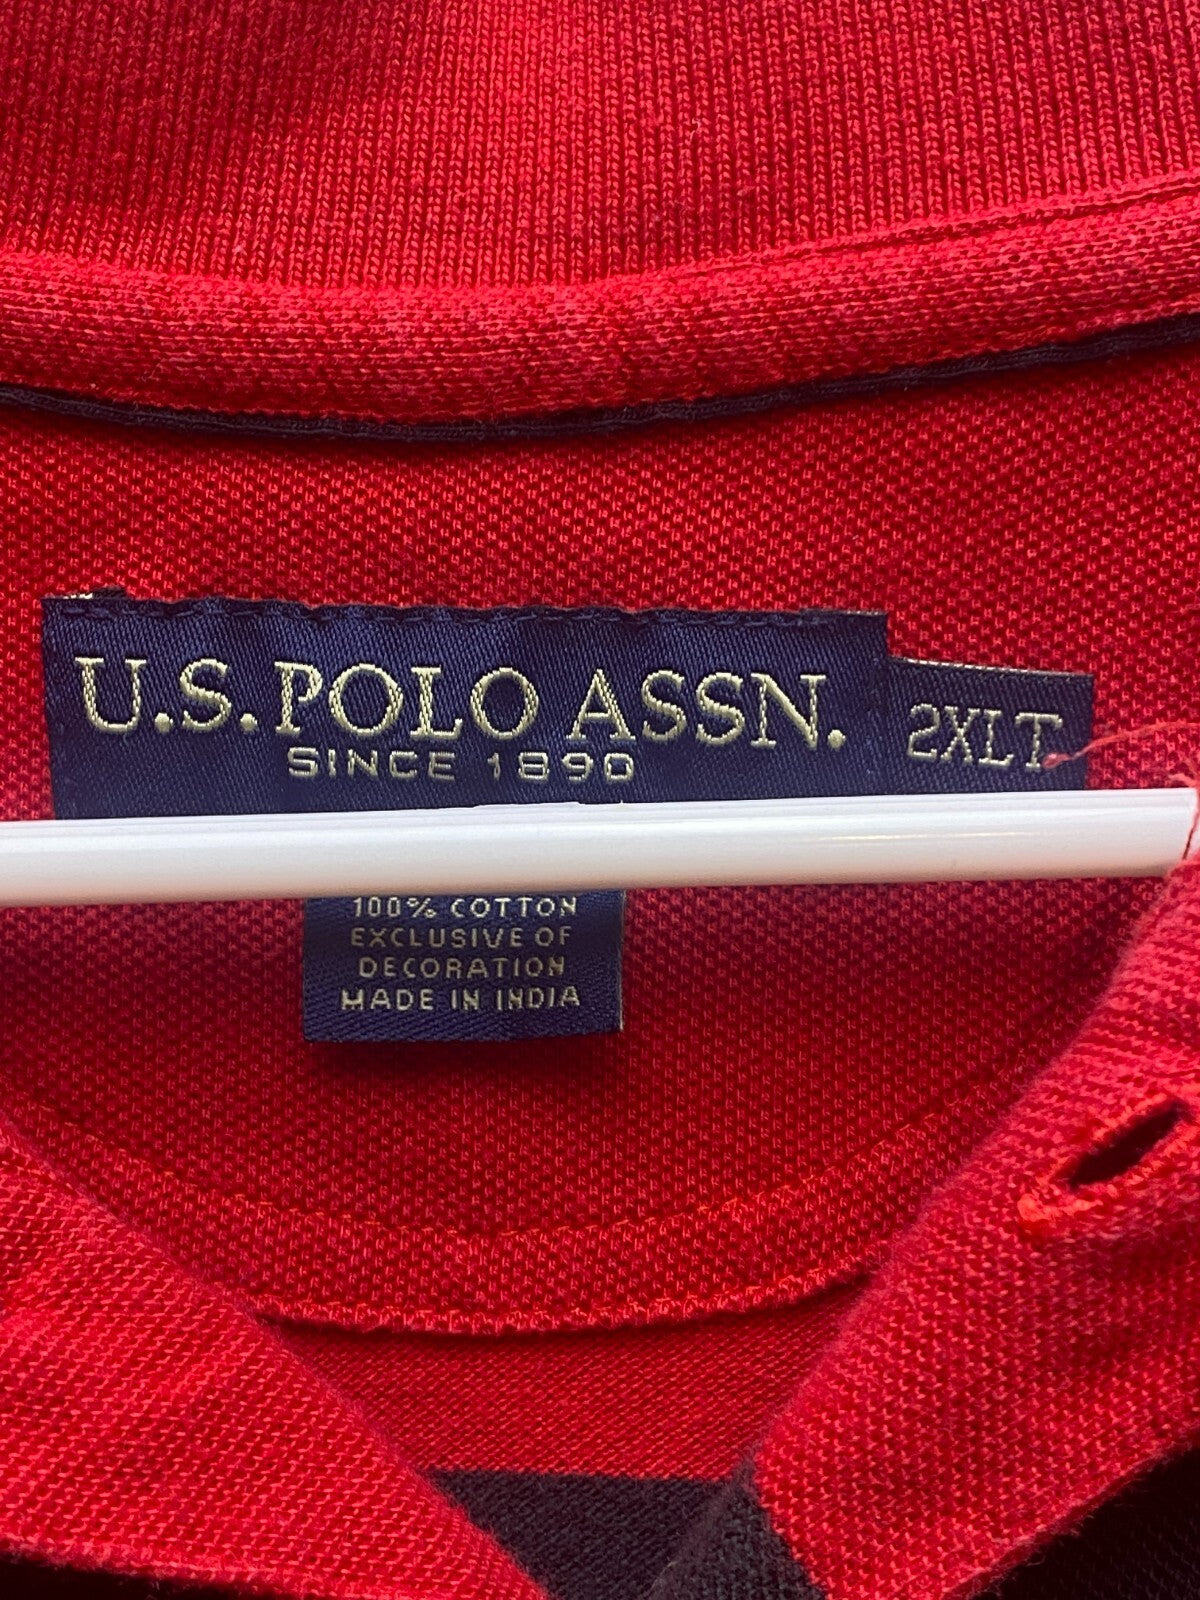 U.S. POLO ASSN.
SINCE 1890
2XLT
100% COTTON
EXCLUSIVE OF
DECORATION
MADE IN INDIA